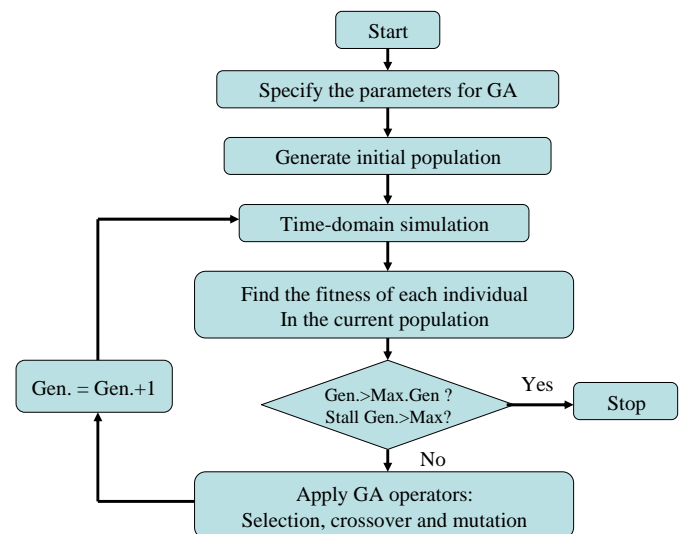 Start
Specify the parameters for GA
Generate initial population
Time-domain simulation
Find the fitness of each individual
In the current population
Gen. = Gen.+1
Gen.>Max.Gen ?
Stall Gen.>Max?
Yes
Stop
No
Apply GA operators:
Selection, crossover and mutation